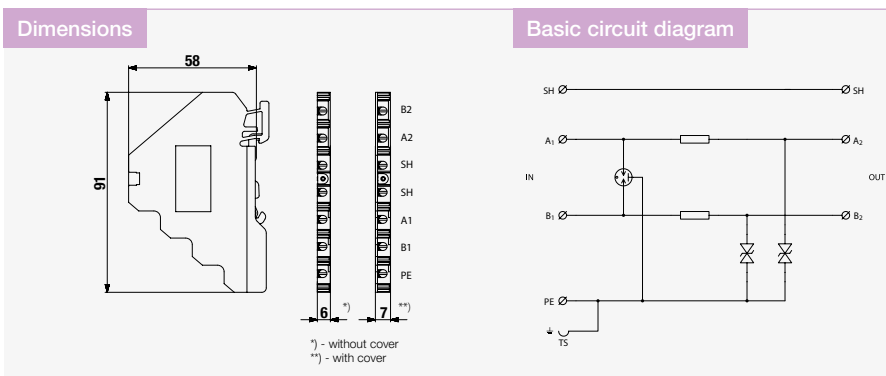 Dimensions
58
91
B2
A2
SH
SH
A1
B1
PE
6 *)
7 **)
*) - without cover
**) - with cover
Basic circuit diagram
SH SH
A1 A2
IN OUT
B1 B2
PE
TS